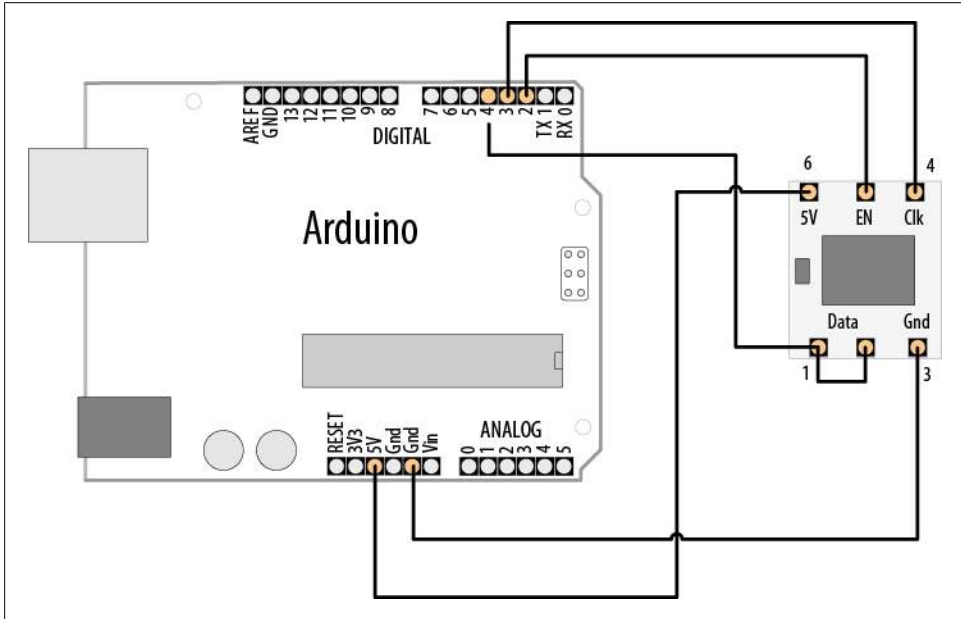 AREF
GND
13
12
11
10
9
8
7
6
5
4
3
2
TX 1
RX 0
DIGITAL
Arduino
6
4
5V
EN
Clk
Data
Gnd
1
3
RESET
3V3
5V
Gnd
Gnd
Vin
ANALOG
0
1
2
3
4
5